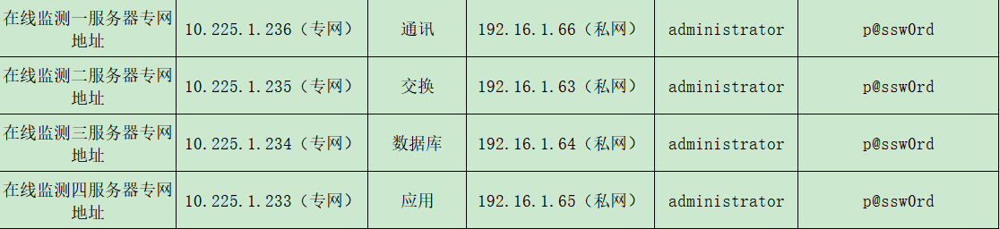 在线监测一服务器专网地址 10.225.1.236（专网） 通讯 192.16.1.66（私网） administrator p@ssw0rd
在线监测二服务器专网地址 10.225.1.235（专网） 交换 192.16.1.63（私网） administrator p@ssw0rd
在线监测三服务器专网地址 10.225.1.234（专网） 数据库 192.16.1.64（私网） administrator p@ssw0rd
在线监测四服务器专网地址 10.225.1.233（专网） 应用 192.16.1.65（私网） administrator p@ssw0rd